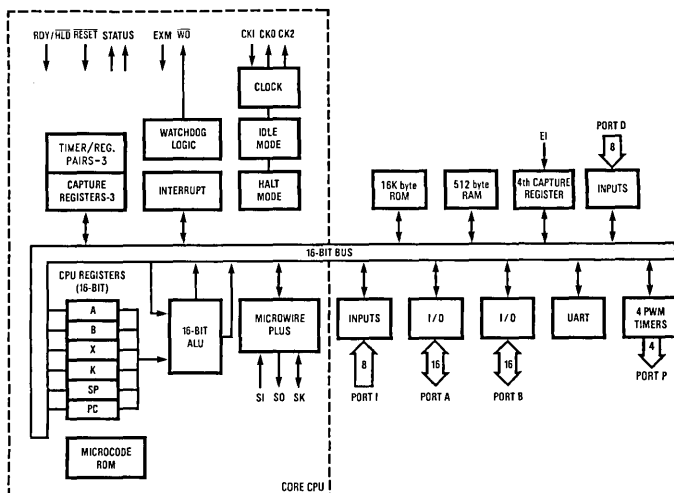 RDY/HLD RESET STATUS EXM WO CK1 CK0 CK2
CLOCK
WATCHDOG
LOGIC
IDLE
MODE
TIMER/REG.
PAIRS-3
CAPTURE
REGISTERS-3
INTERRUPT
HALT
MODE
EI
PORT D
8
16K byte
ROM
512 byte
RAM
4th CAPTURE
REGISTER
INPUTS
16-BIT BUS
CPU REGISTERS
(16-BIT)
A
B
X
K
SP
PC
16-BIT
ALU
MICROWIRE
PLUS
SI SO SK
INPUTS
I/O
I/O
UART
4 PWM
TIMERS
8
16
16
4
PORT I
PORT A
PORT B
PORT P
MICROCODE
ROM
CORE CPU